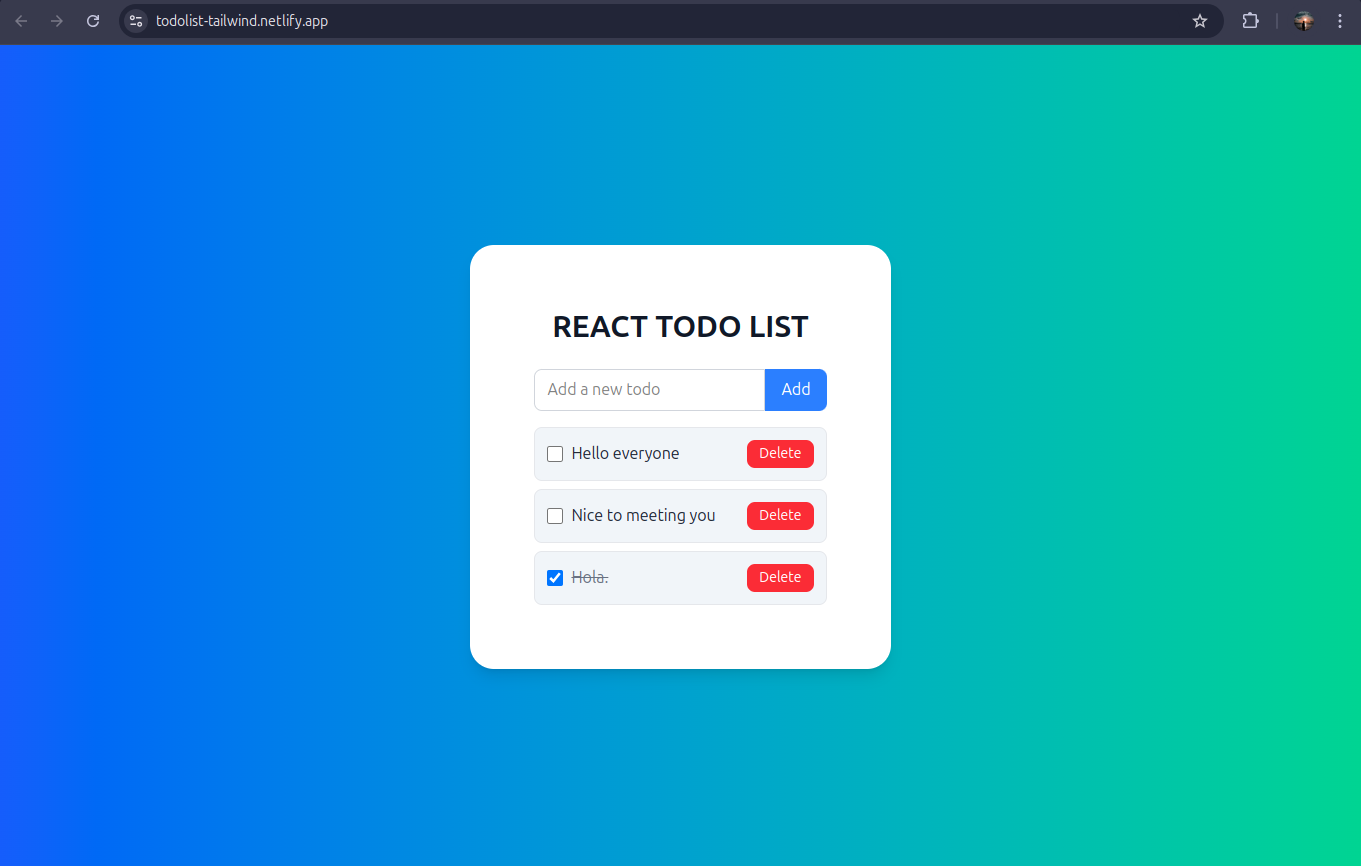 todolist-tailwind.netlify.app
REACT TODO LIST
Add a new todo Add
Hello everyone Delete
Nice to meeting you Delete
Hola. Delete